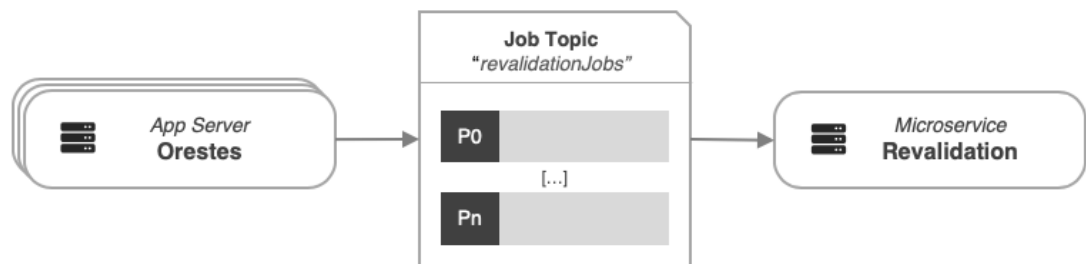 App Server
Orestes
Job Topic
“revalidationJobs”
P0
[...]
Pn
Microservice
Revalidation